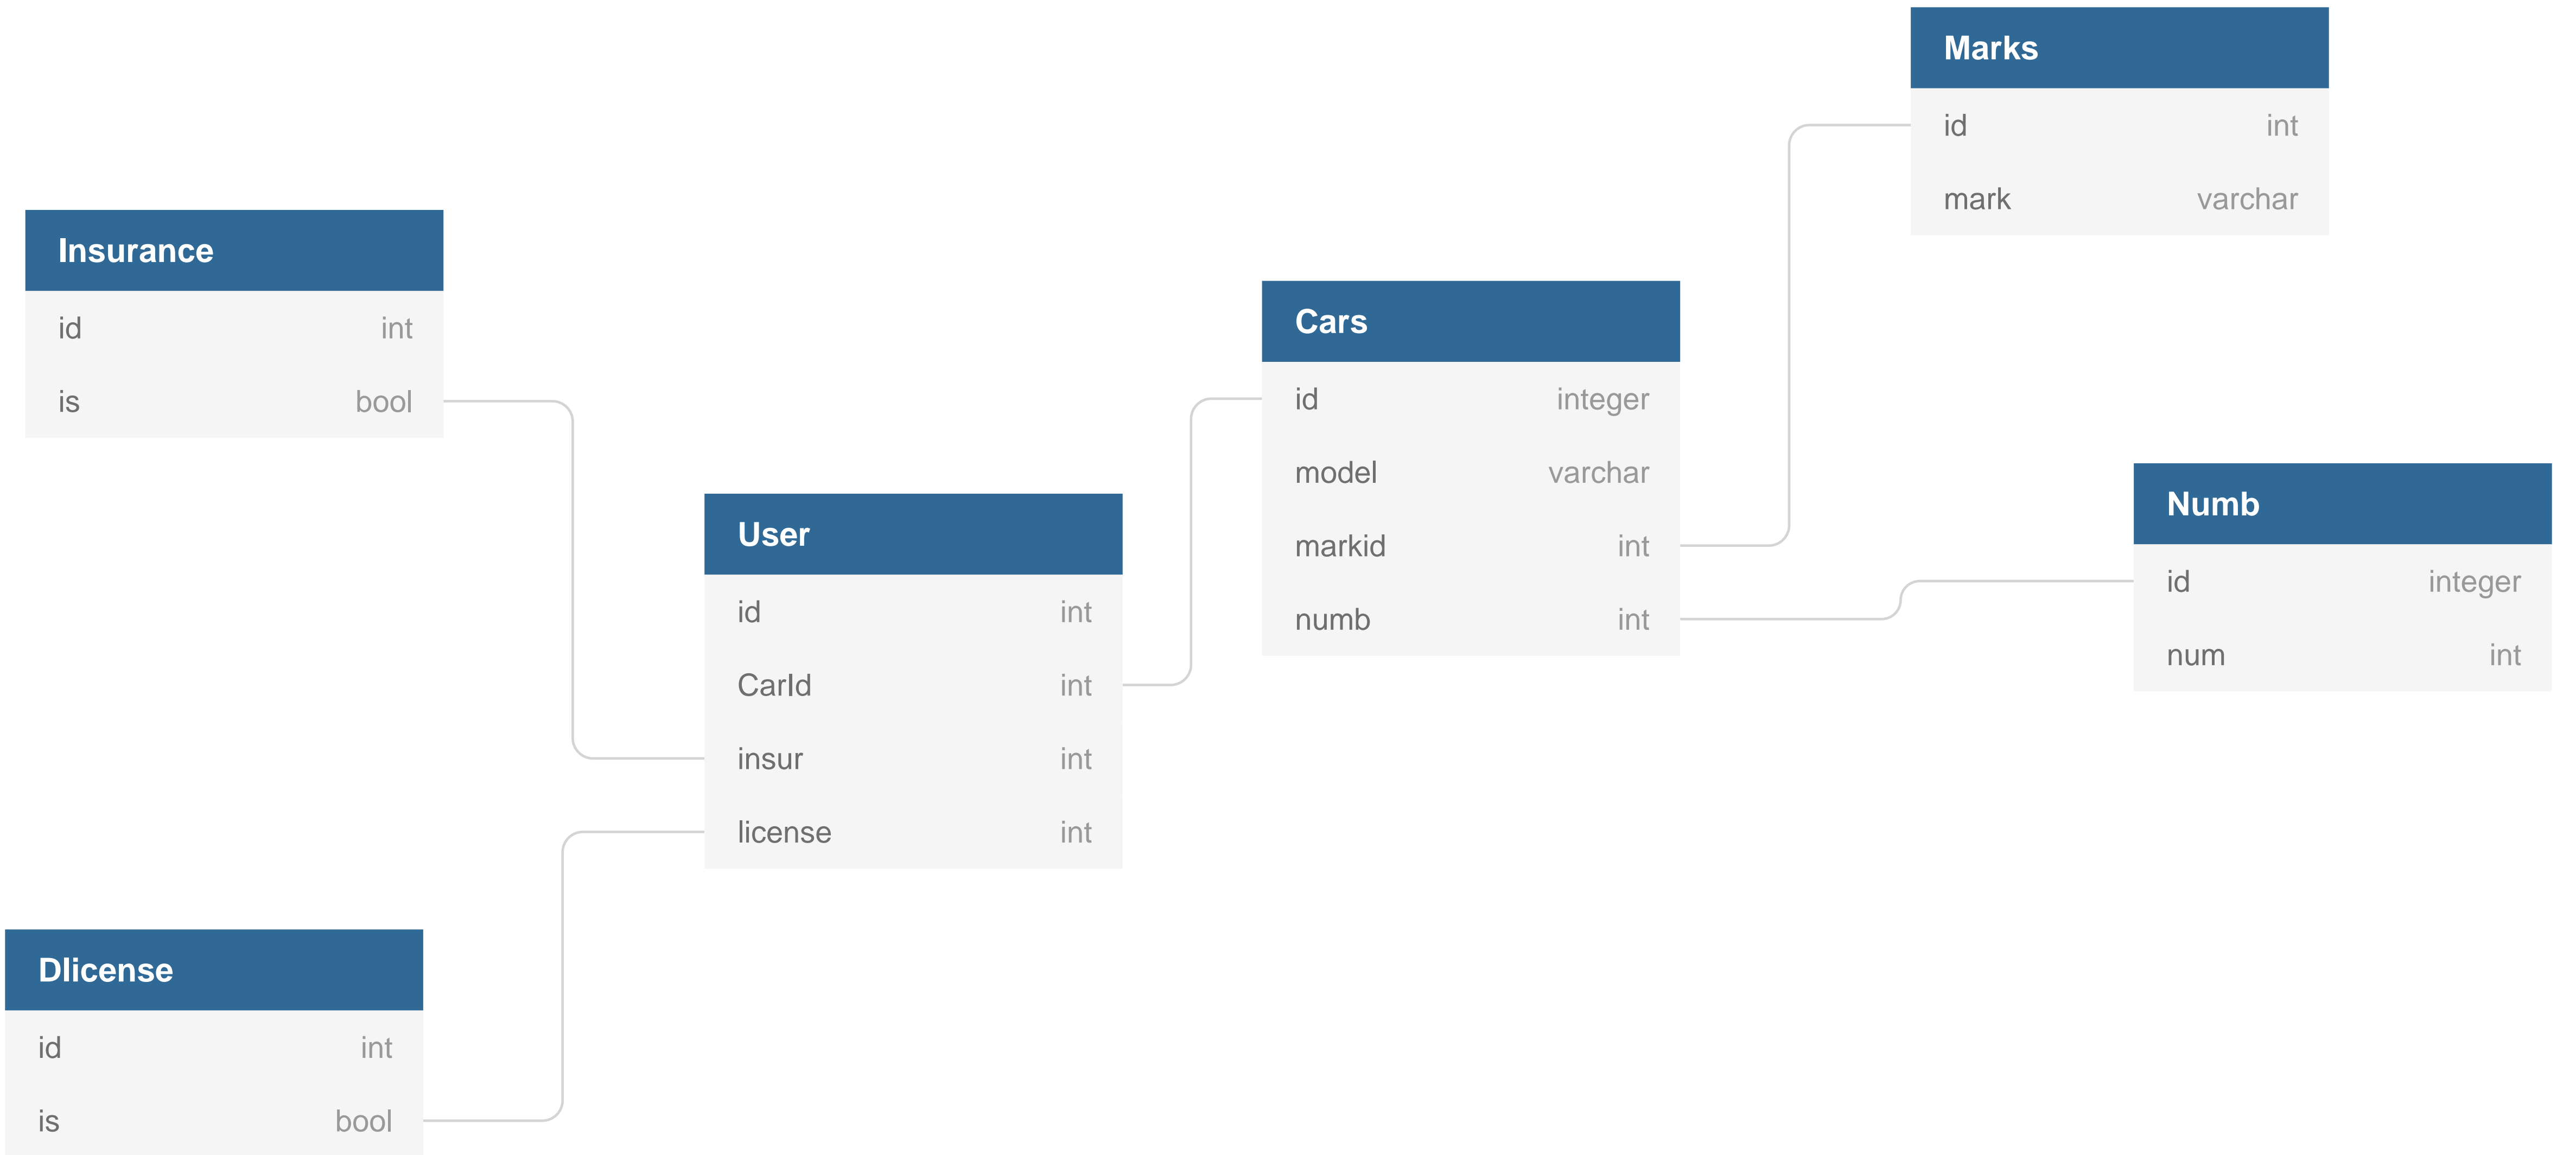 Marks
id int
mark varchar
Insurance
id int
is bool
Cars
id integer
model varchar
markid int
numb int
Numb
id integer
num int
User
id int
CarId int
insur int
license int
Dlicense
id int
is bool